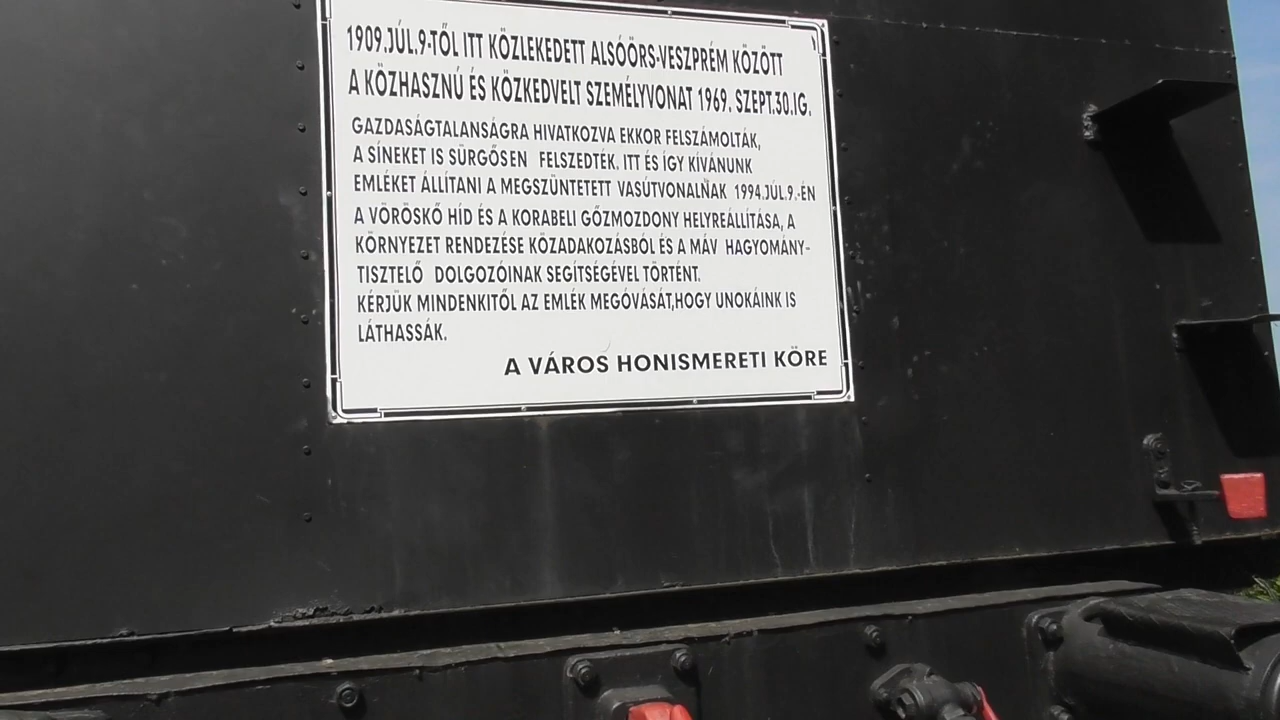 1909.JÚL.9-TŐL ITT KÖZLEKEDETT ALSÓÖRS-VESZPRÉM KÖZÖTT
A KÖZHASZNÚ ÉS KÖZKEDVELT SZEMÉLYVONAT 1969. SZEPT.30.IG.
GAZDASÁGTALANSÁGRA HIVATKOZVA EKKOR FELSZÁMOLTÁK,
A SÍNEKET IS SÜRGŐSEN FELSZEDTÉK. ITT ÉS ÍGY KÍVÁNUNK
EMLÉKET ÁLLÍTANI A MEGSZÜNTETETT VASÚTVONALNAK 1994.JÚL.9.-ÉN
A VÖRÖSKŐ HÍD ÉS A KORABELI GŐZMOZDONY HELYREÁLLÍTÁSA, A
KÖRNYEZET RENDEZÉSE KÖZADAKOZÁSBÓL ÉS A MÁV HAGYOMÁNY-
TISZTELŐ DOLGOZÓINAK SEGÍTSÉGÉVEL TÖRTÉNT.
KÉRJÜK MINDENKITŐL AZ EMLÉK MEGÓVÁSÁT,HOGY UNOKÁINK IS
LÁTHASSÁK.
A VÁROS HONISMERETI KÖRE